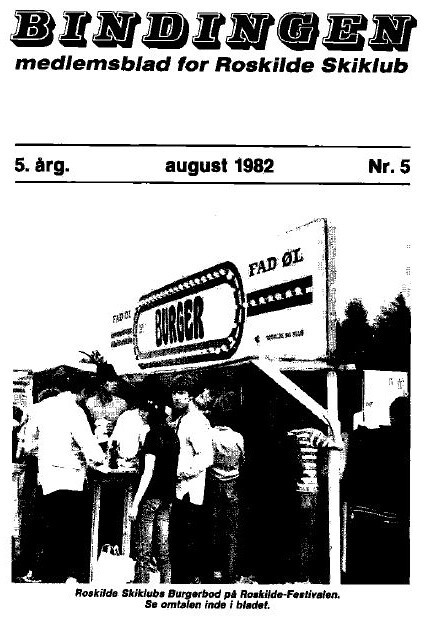 BINDINGEN
medlemsblad for Roskilde Skiklub
5. årg. august 1982 Nr. 5
FAD ØL
FAD ØL
BURGER
Roskilde Skiklubs Burgerbod på Roskilde-Festivalen.
Se omtalen inde i bladet.